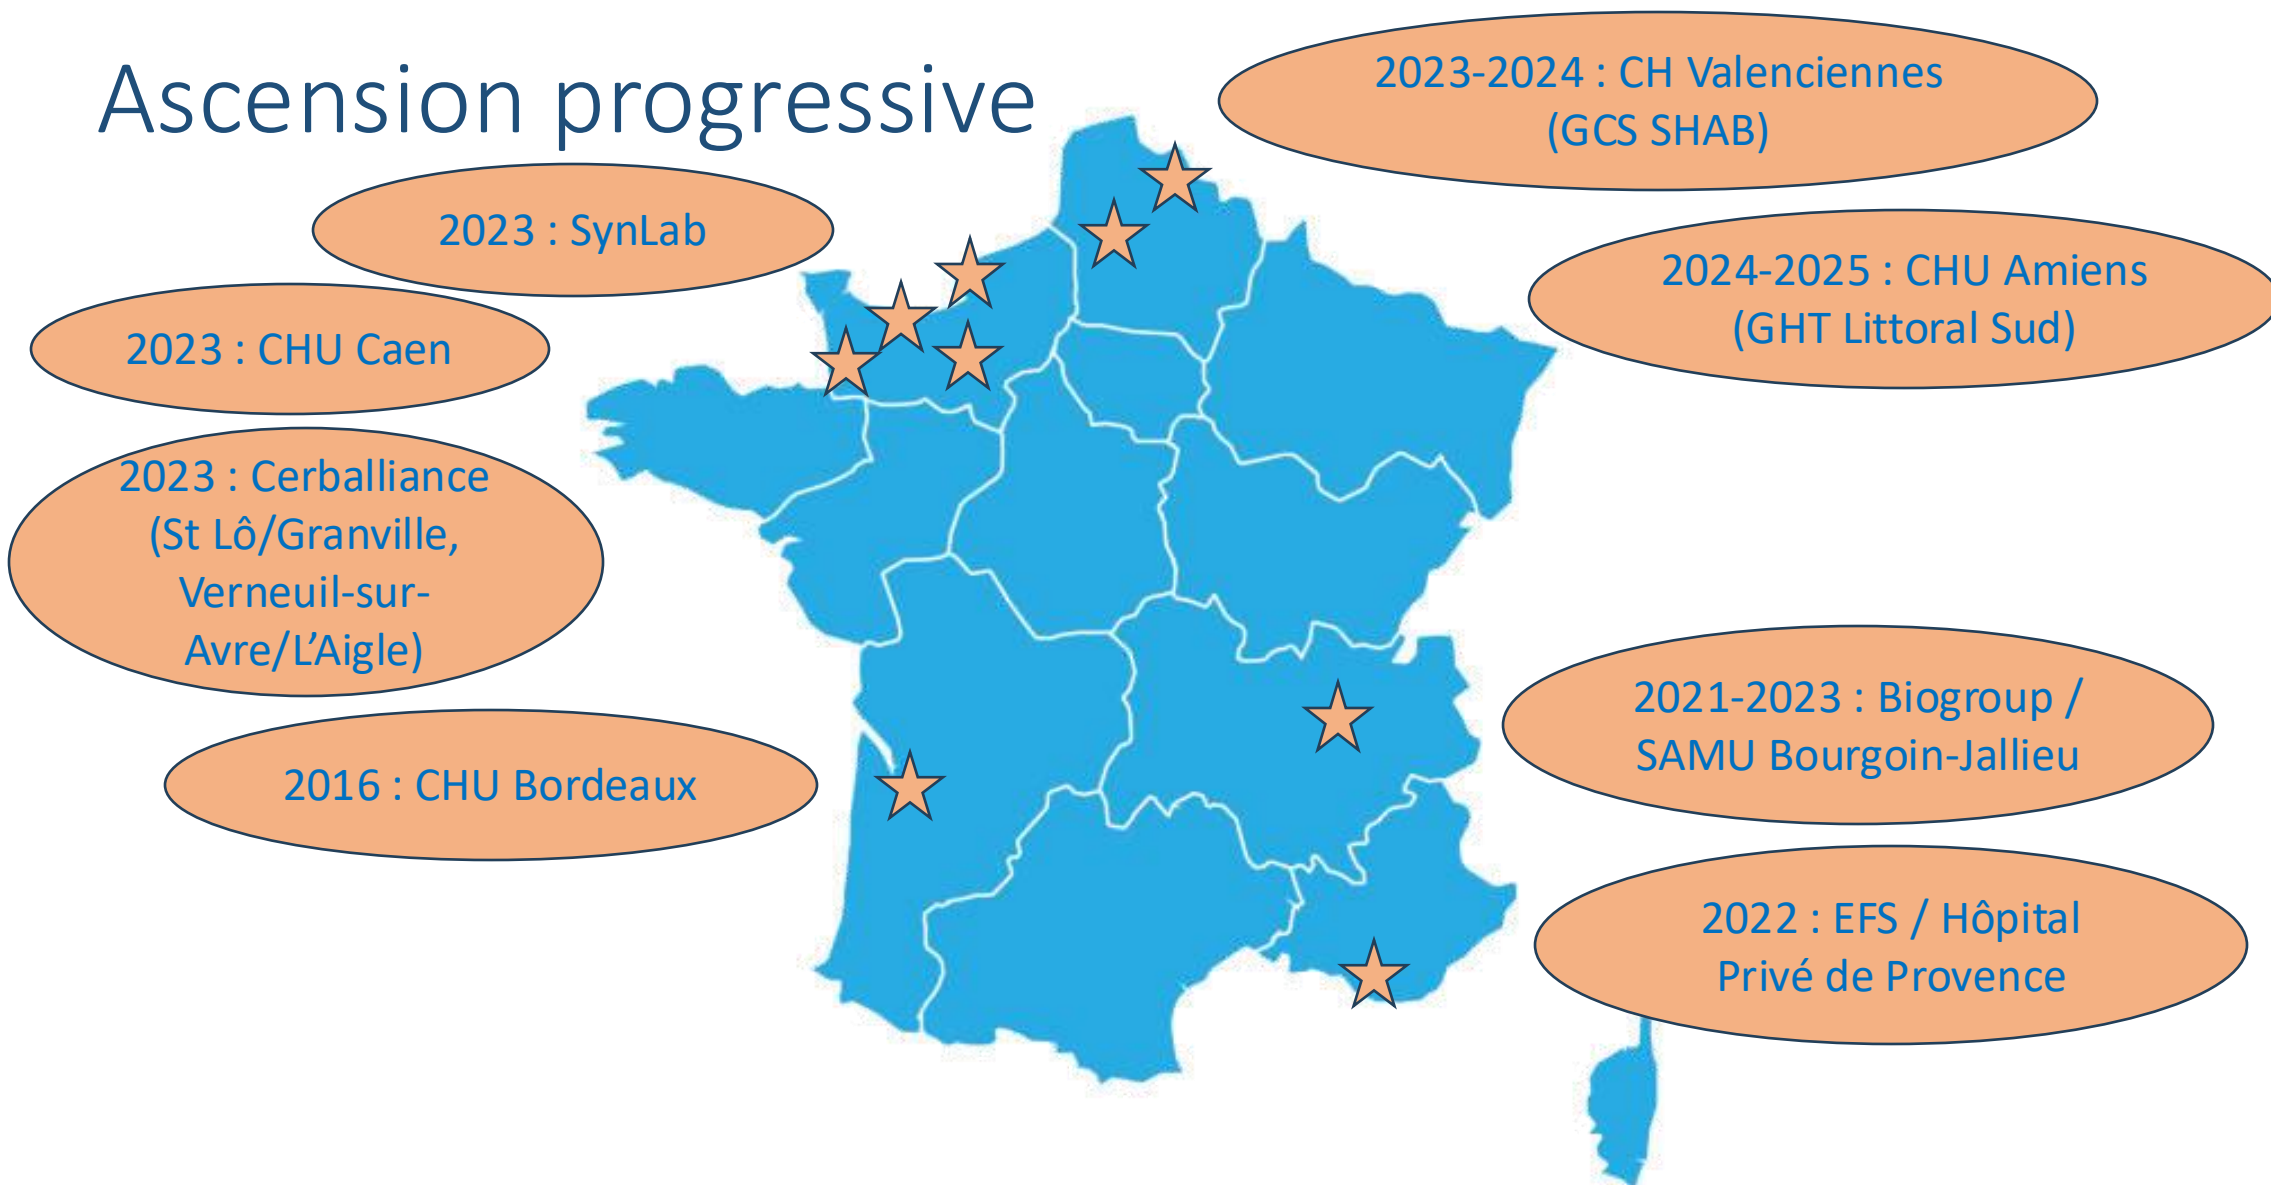 Ascension progressive
2023-2024 : CH Valenciennes
(GCS SHAB)
2023 : SynLab
2024-2025 : CHU Amiens
(GHT Littoral Sud)
2023 : CHU Caen
2023 : Cerballiance
(St Lô/Granville,
Verneuil-sur-
Avre/L’Aigle)
2021-2023 : Biogroup /
SAMU Bourgoin-Jallieu
2016 : CHU Bordeaux
2022 : EFS / Hôpital
Privé de Provence